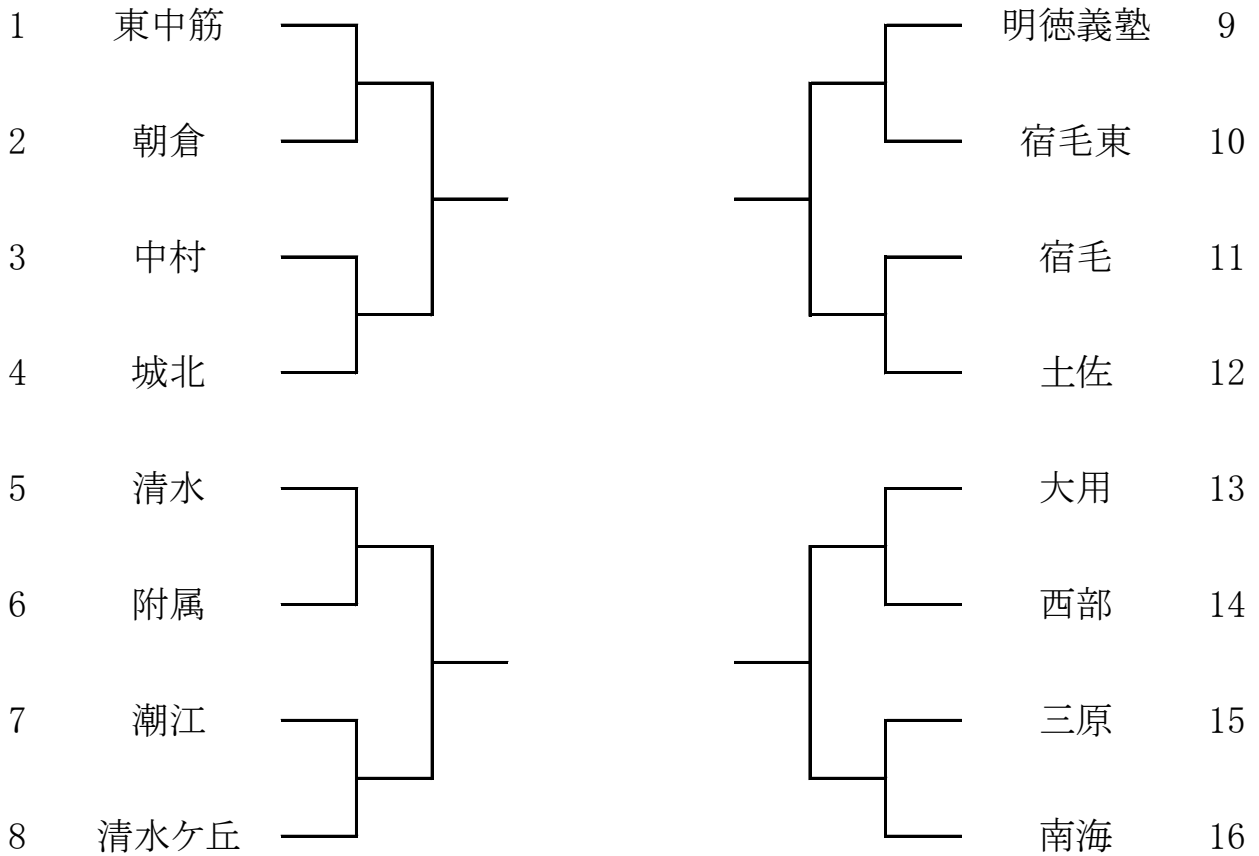 1 東中筋 明徳義塾 9
2 朝倉 宿毛東 10
3 中村 宿毛 11
4 城北 土佐 12
5 清水 大用 13
6 附属 西部 14
7 潮江 三原 15
8 清水ケ丘 南海 16